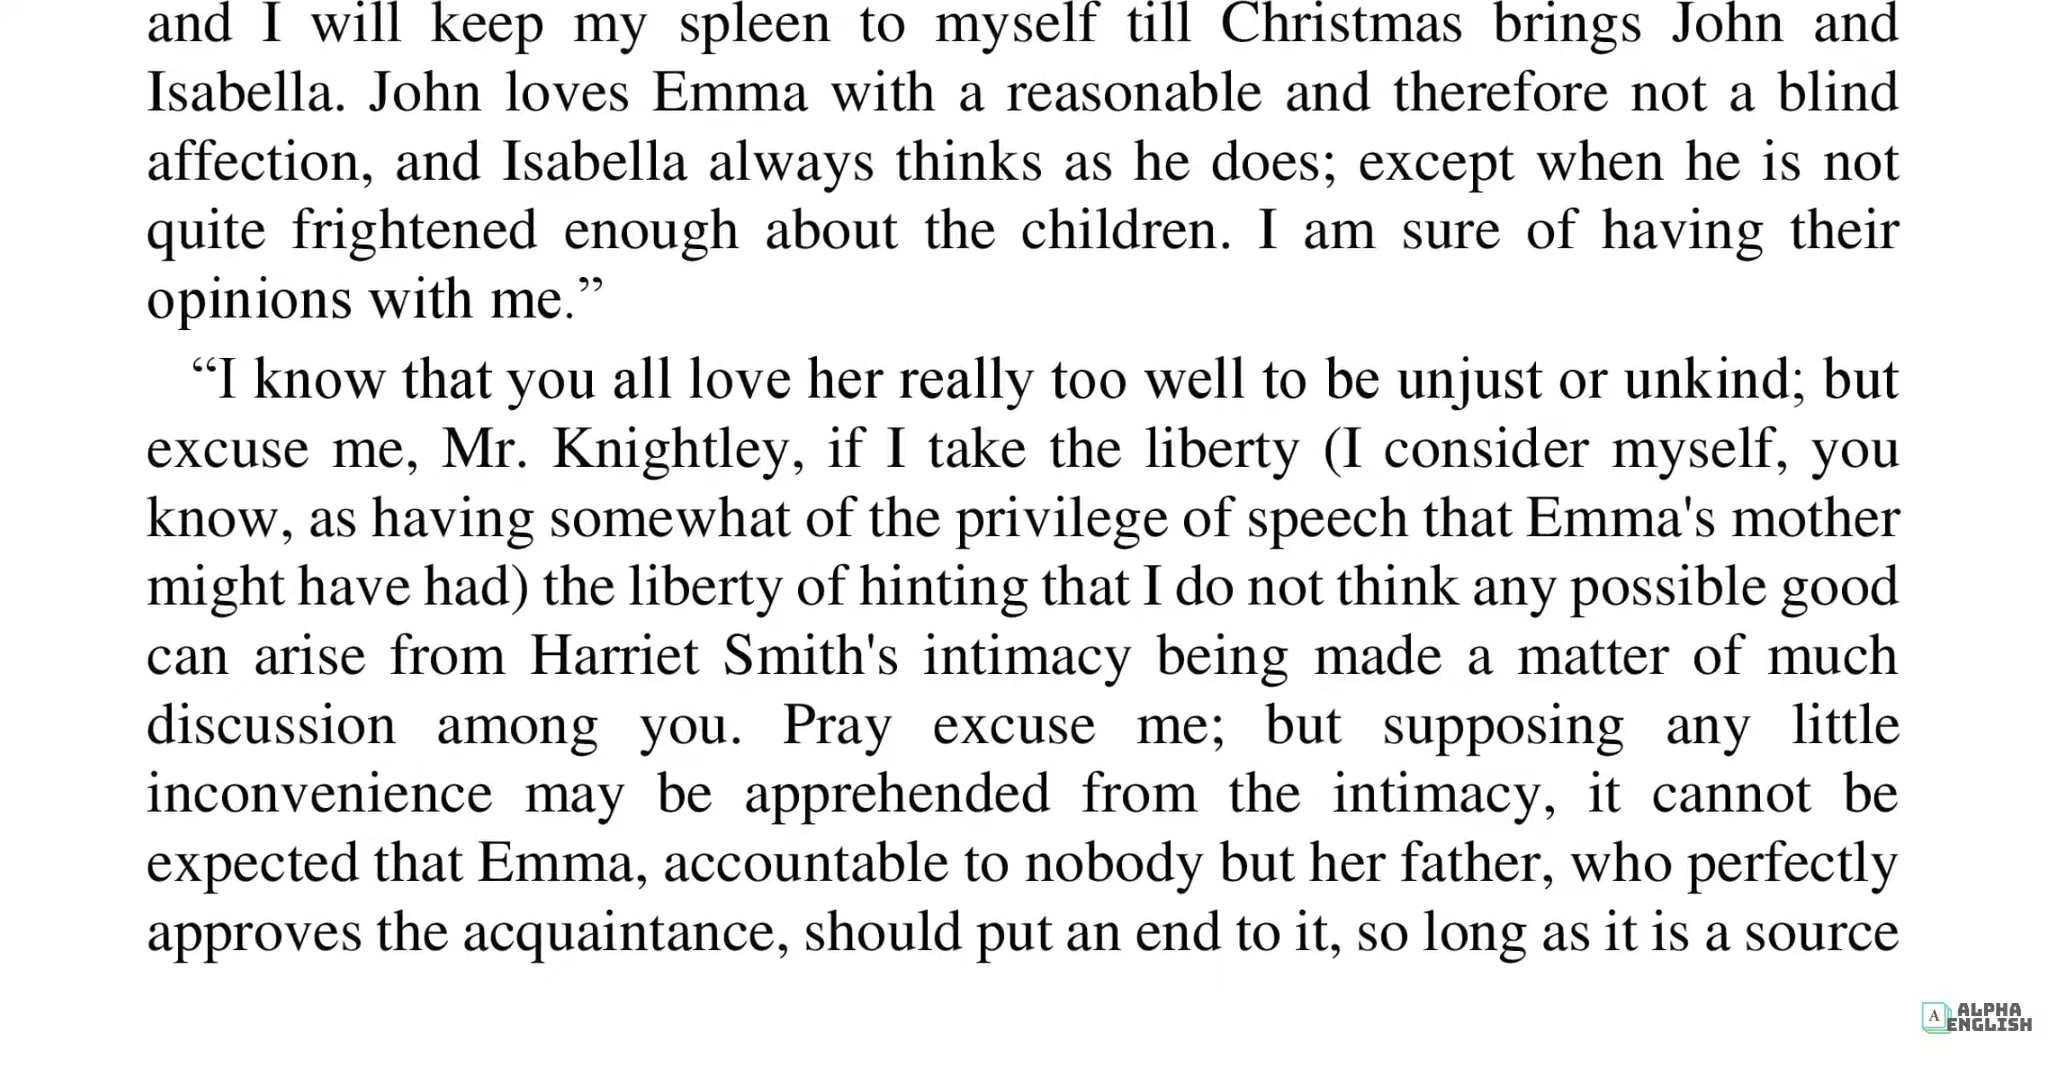 and I will keep my spleen to myself till Christmas brings John and
Isabella. John loves Emma with a reasonable and therefore not a blind
affection, and Isabella always thinks as he does; except when he is not
quite frightened enough about the children. I am sure of having their
opinions with me.”
“I know that you all love her really too well to be unjust or unkind; but
excuse me, Mr. Knightley, if I take the liberty (I consider myself, you
know, as having somewhat of the privilege of speech that Emma's mother
might have had) the liberty of hinting that I do not think any possible good
can arise from Harriet Smith's intimacy being made a matter of much
discussion among you. Pray excuse me; but supposing any little
inconvenience may be apprehended from the intimacy, it cannot be
expected that Emma, accountable to nobody but her father, who perfectly
approves the acquaintance, should put an end to it, so long as it is a source
A ALPHA
ENGLISH